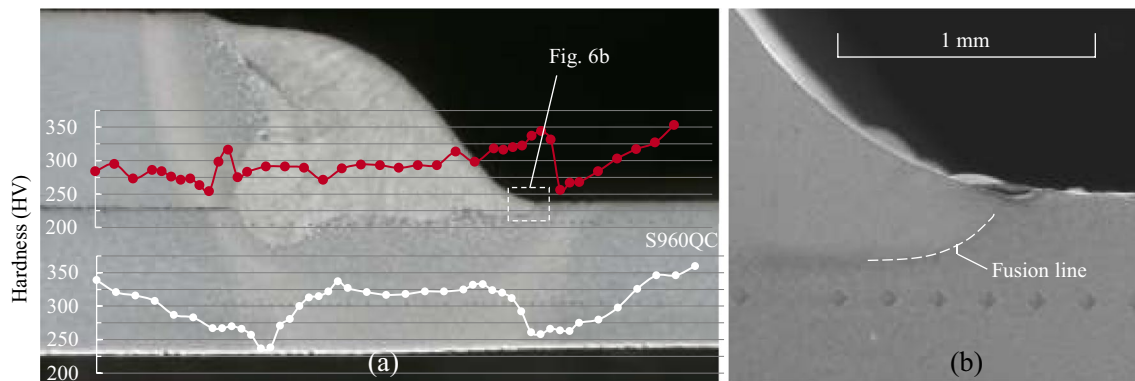 Hardness (HV)
350
300
250
200
350
300
250
200
Fig. 6b
S960QC
(a)
1 mm
Fusion line
(b)